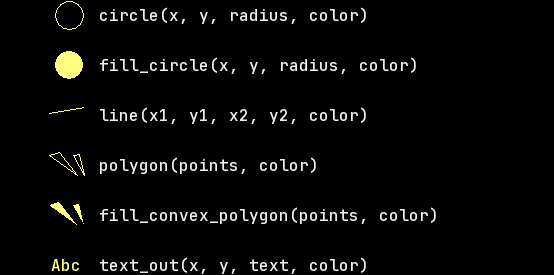 circle(x, y, radius, color)
fill_circle(x, y, radius, color)
line(x1, y1, x2, y2, color)
polygon(points, color)
fill_convex_polygon(points, color)
Abc text_out(x, y, text, color)